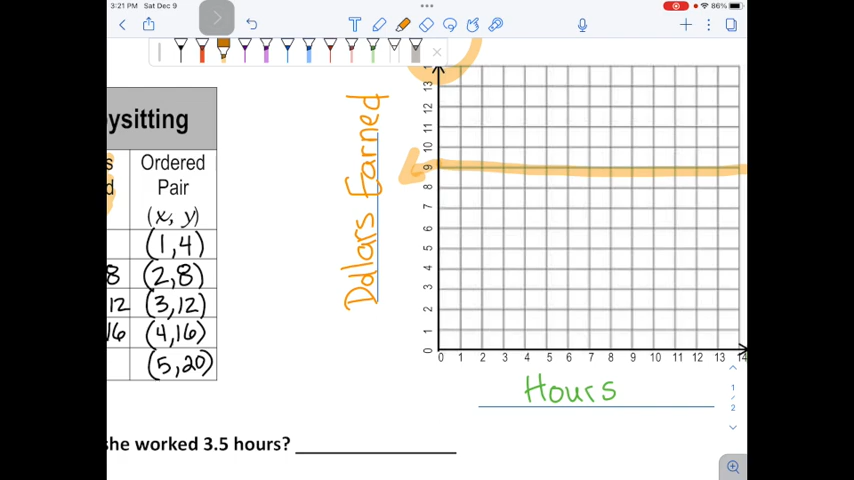 3:21 PM Sat Dec 9
86%
T
ysitting
s
d
Ordered
Pair
(x, y)
(1,4)
8 (2,8)
12 (3,12)
16 (4,16)
(5,20)
Dollars Earned
13
12
11
10
9
8
7
6
5
4
3
2
1
0
0 1 2 3 4 5 6 7 8 9 10 11 12 13 14
Hours
1
2
she worked 3.5 hours?